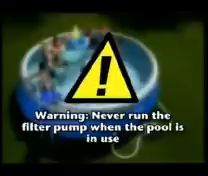 Warning: Never run the
filter pump when the pool is
in use